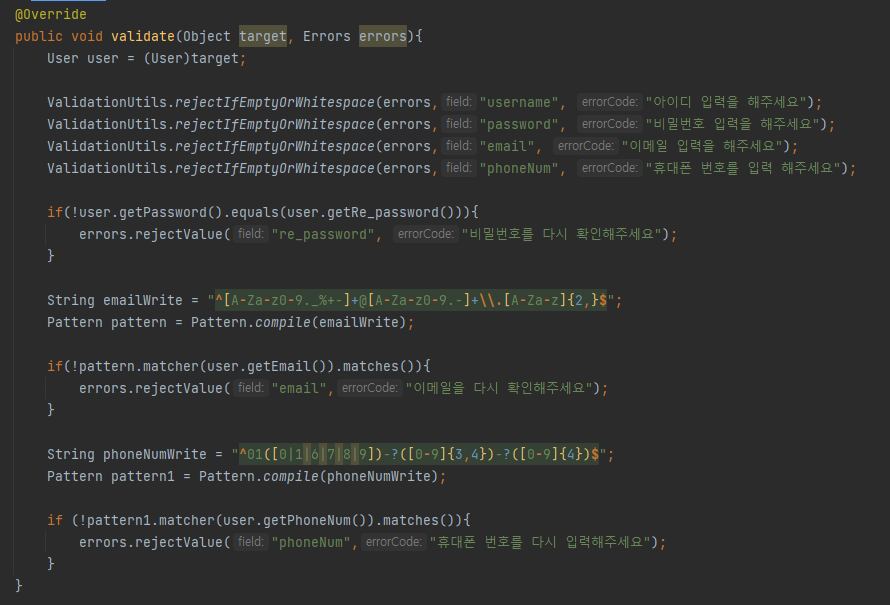 @Override
public void validate(Object target, Errors errors){
User user = (User)target;
ValidationUtils.rejectIfEmptyOrWhitespace(errors, field: "username", errorCode: "아이디 입력을 해주세요");
ValidationUtils.rejectIfEmptyOrWhitespace(errors, field: "password", errorCode: "비밀번호 입력을 해주세요");
ValidationUtils.rejectIfEmptyOrWhitespace(errors, field: "email", errorCode: "이메일 입력을 해주세요");
ValidationUtils.rejectIfEmptyOrWhitespace(errors, field: "phoneNum", errorCode: "휴대폰 번호를 입력 해주세요");
if(!user.getPassword().equals(user.getRe_password())){
errors.rejectValue( field: "re_password", errorCode: "비밀번호를 다시 확인해주세요");
}
String emailWrite = "^[A-Za-z0-9._%+-]+@[A-Za-z0-9.-]+\\.[A-Za-z]{2,}$";
Pattern pattern = Pattern.compile(emailWrite);
if(!pattern.matcher(user.getEmail()).matches()){
errors.rejectValue( field: "email", errorCode: "이메일을 다시 확인해주세요");
}
String phoneNumWrite = "^01([0|1|6|7|8|9])-?([0-9]{3,4})-?([0-9]{4})$";
Pattern pattern1 = Pattern.compile(phoneNumWrite);
if (!pattern1.matcher(user.getPhoneNum()).matches()){
errors.rejectValue( field: "phoneNum", errorCode: "휴대폰 번호를 다시 입력해주세요");
}
}